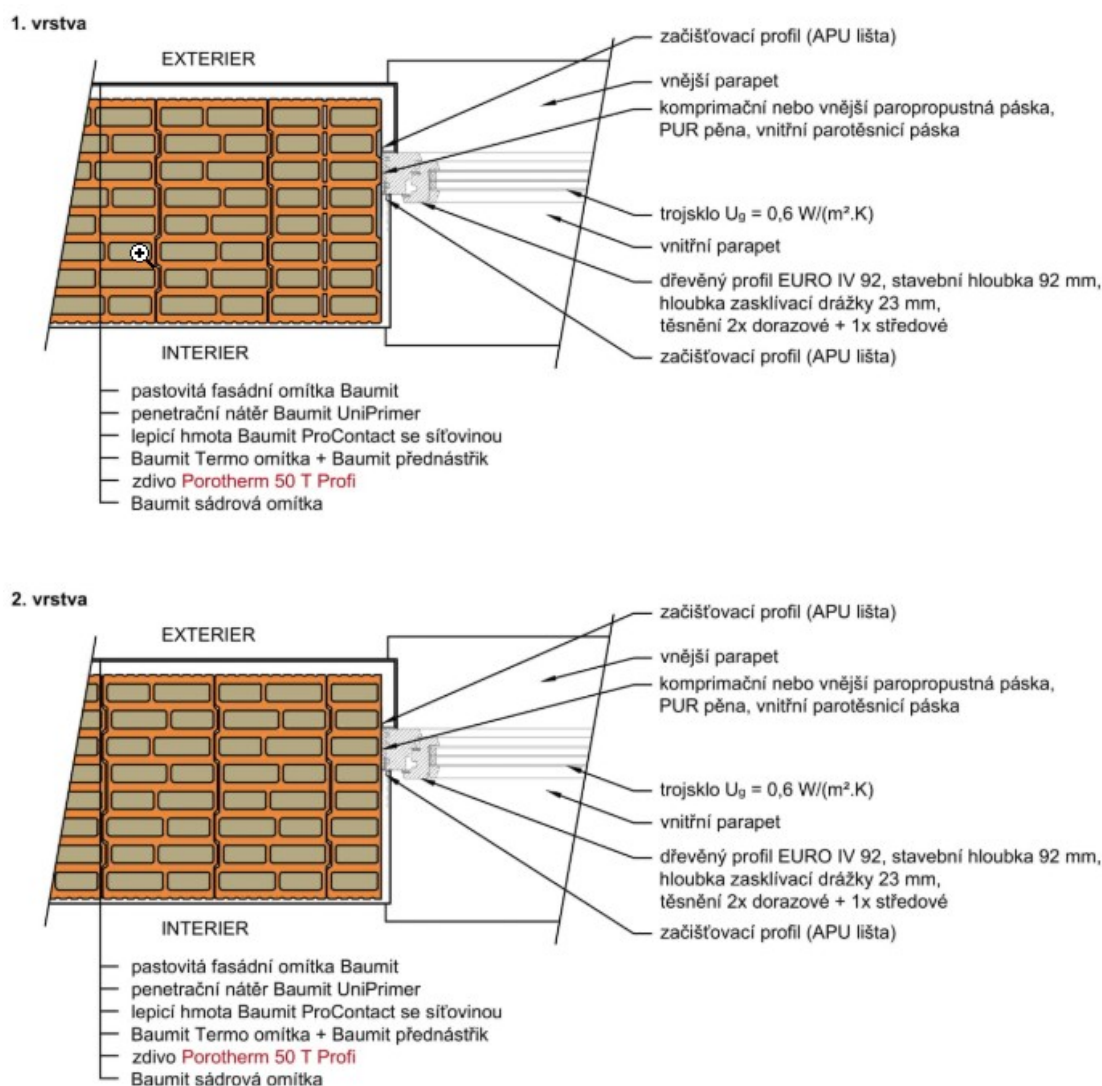 1. vrstva
EXTERIER
začišťovací profil (APU lišta)
vnější parapet
komprimační nebo vnější paropropustná páska,
PUR pěna, vnitřní parotěsnicí páska
trojsklo Ug = 0,6 W/(m².K)
vnitřní parapet
dřevěný profil EURO IV 92, stavební hloubka 92 mm,
hloubka zasklívací drážky 23 mm,
těsnění 2x dorazové + 1x středové
začišťovací profil (APU lišta)
INTERIER
pastovitá fasádní omítka Baumit
penetrační nátěr Baumit UniPrimer
lepicí hmota Baumit ProContact se síťovinou
Baumit Termo omítka + Baumit přednástřik
zdivo Porotherm 50 T Profi
Baumit sádrová omítka
2. vrstva
EXTERIER
začišťovací profil (APU lišta)
vnější parapet
komprimační nebo vnější paropropustná páska,
PUR pěna, vnitřní parotěsnicí páska
trojsklo Ug = 0,6 W/(m².K)
vnitřní parapet
dřevěný profil EURO IV 92, stavební hloubka 92 mm,
hloubka zasklívací drážky 23 mm,
těsnění 2x dorazové + 1x středové
začišťovací profil (APU lišta)
INTERIER
pastovitá fasádní omítka Baumit
penetrační nátěr Baumit UniPrimer
lepicí hmota Baumit ProContact se síťovinou
Baumit Termo omítka + Baumit přednástřik
zdivo Porotherm 50 T Profi
Baumit sádrová omítka